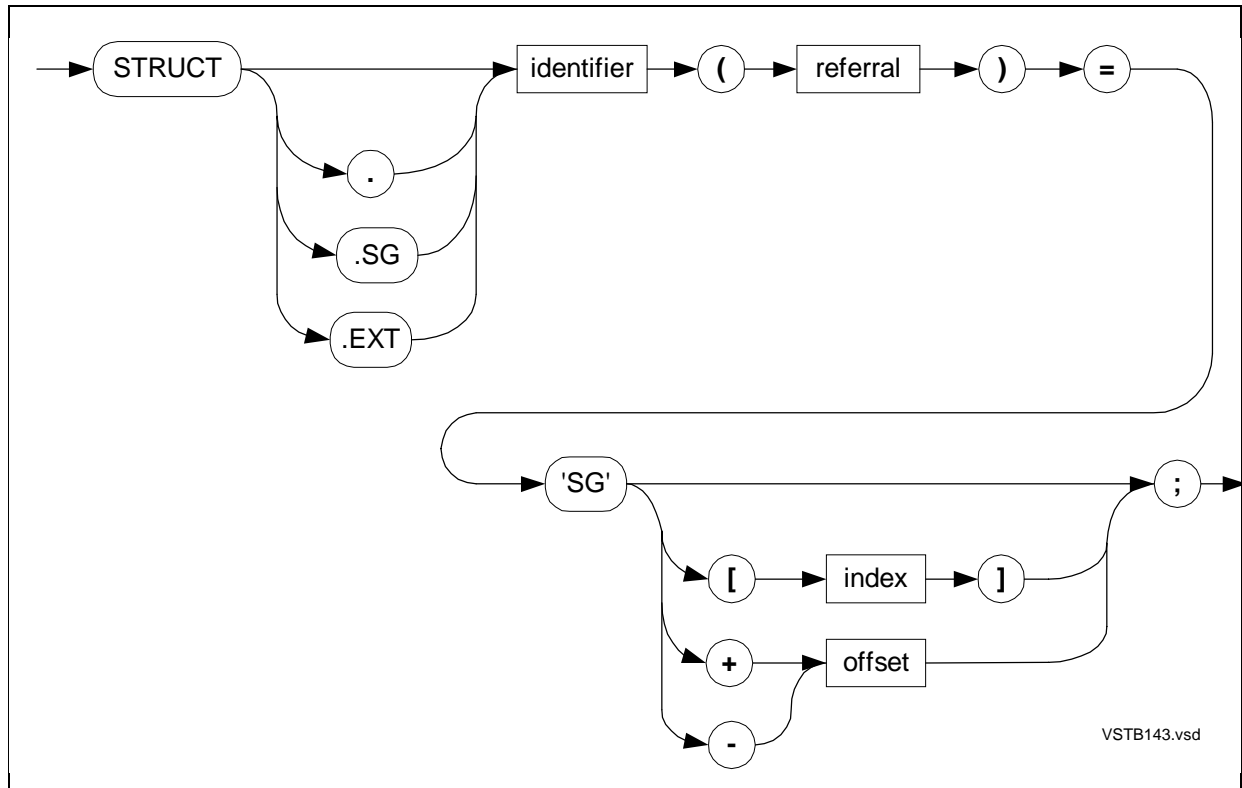 STRUCT identifier ( referral ) =
.
.SG
.EXT
'SG' ;
[ index ]
+ offset
-
VSTB143.vsd